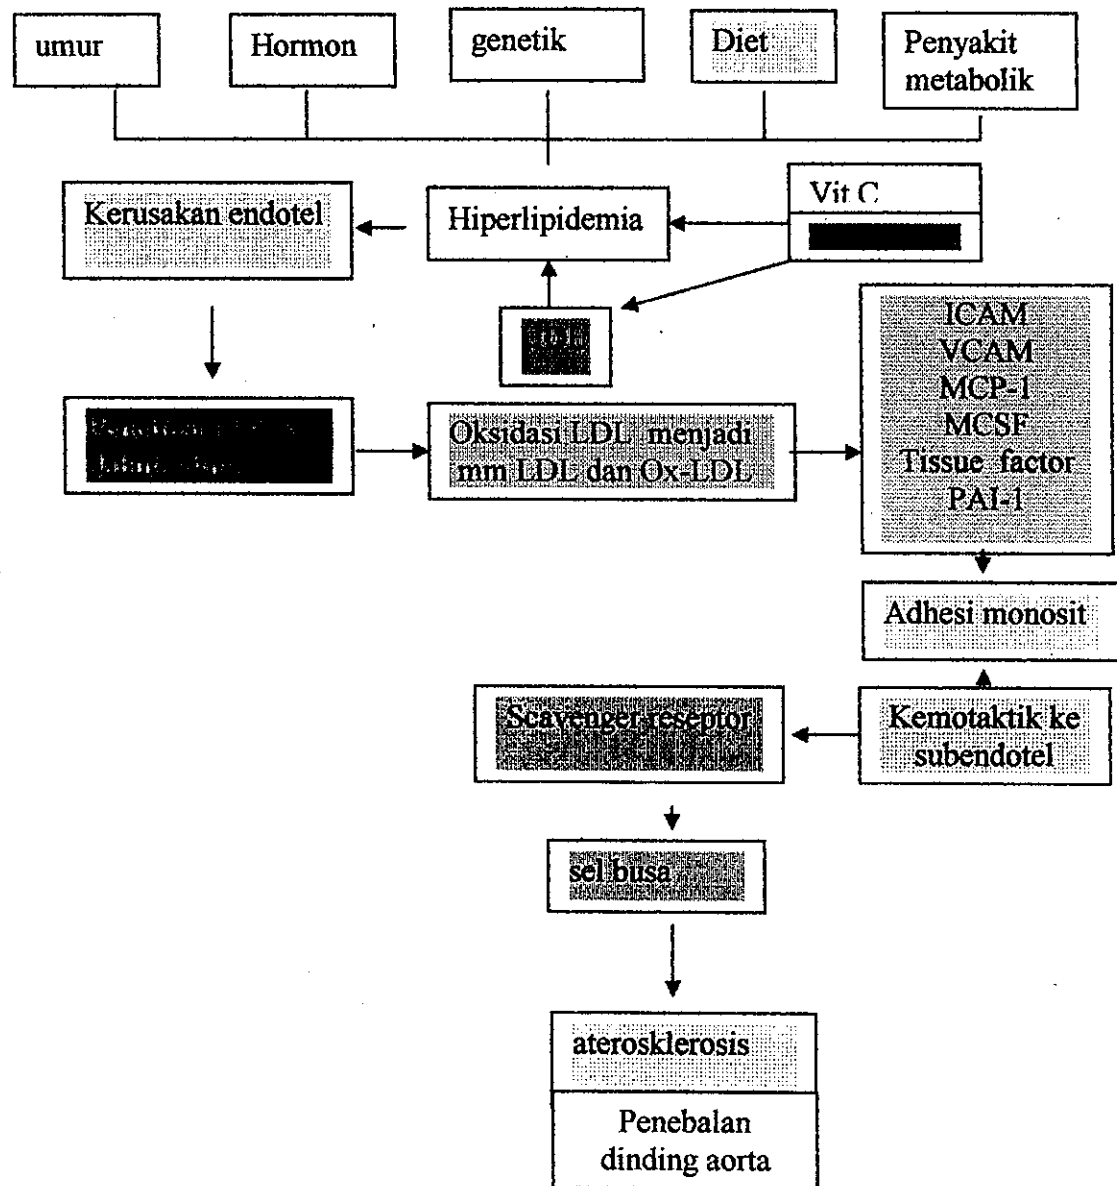 umur
Hormon
genetik
Diet
Penyakit
metabolik
Kerusakan endotel
Hiperlipidemia
Vit C
ICAM
VCAM
MCP-1
MCSF
Tissue factor
PAI-1
Oksidasi LDL menjadi
mm LDL dan Ox-LDL
Adhesi monosit
Scavenger reseptor
Kemotaktik ke
subendotel
sel busa
aterosklerosis
Penebalan
dinding aorta